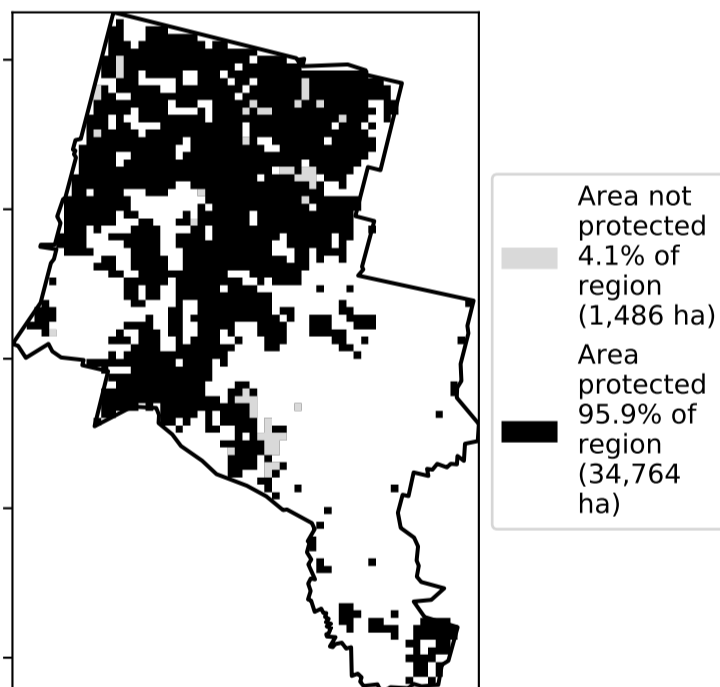 Area not
protected
4.1% of
region
(1,486 ha)
Area
protected
95.9% of
region
(34,764
ha)